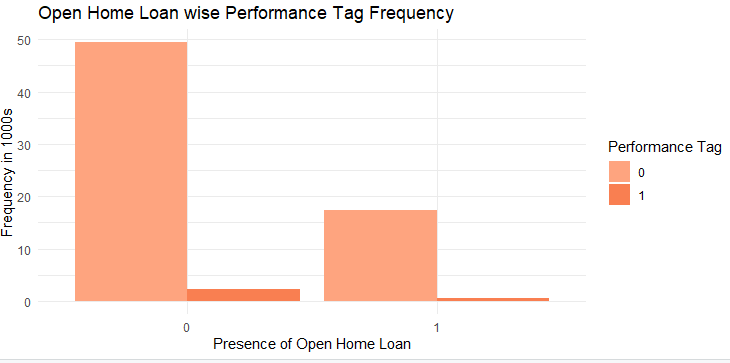 Open Home Loan wise Performance Tag Frequency
Frequency in 1000s
50
40
30
20
10
0
0
1
Presence of Open Home Loan
Performance Tag
0
1